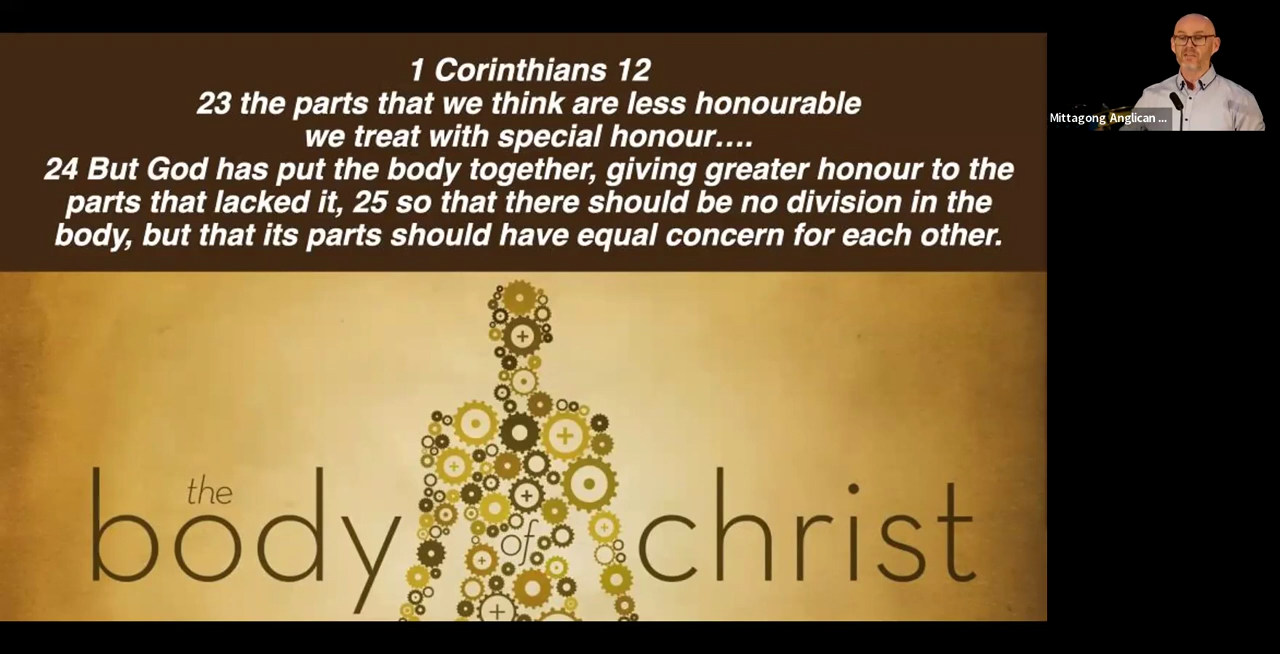 1 Corinthians 12
23 the parts that we think are less honourable
we treat with special honour....
24 But God has put the body together, giving greater honour to the
parts that lacked it, 25 so that there should be no division in the
body, but that its parts should have equal concern for each other.
Mittagong Anglican ...
the
body of christ